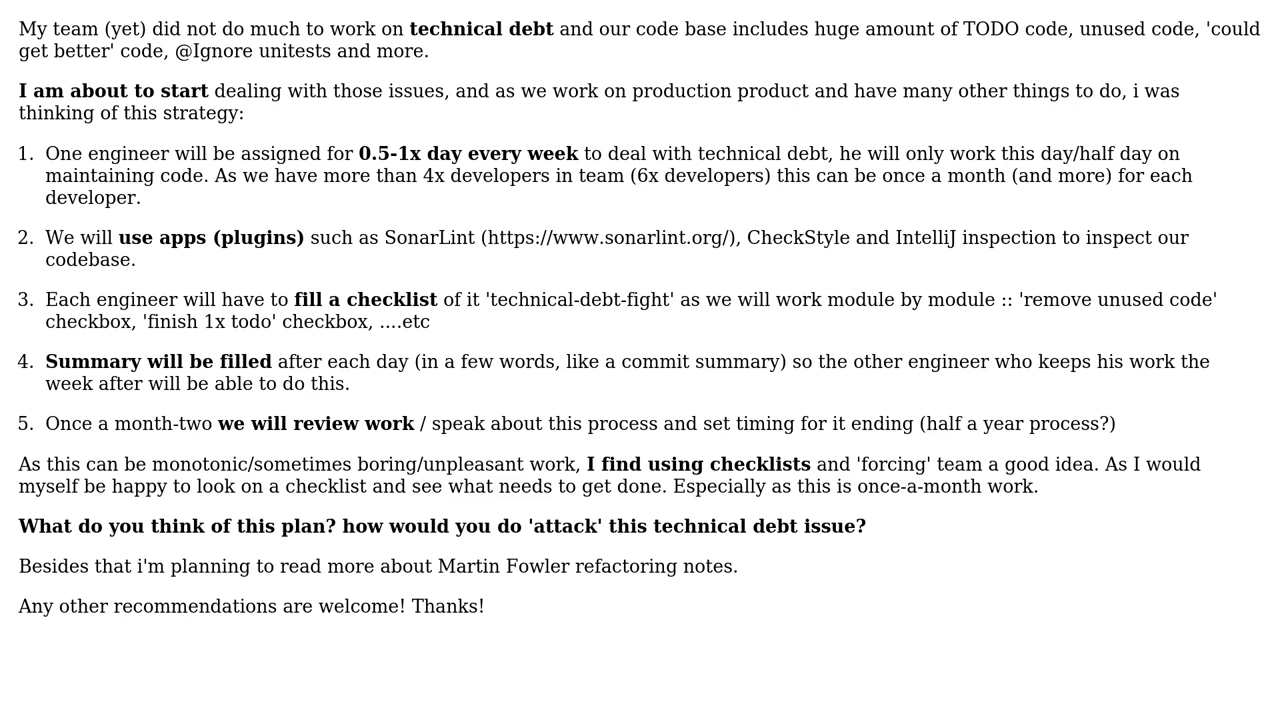 My team (yet) did not do much to work on technical debt and our code base includes huge amount of TODO code, unused code, 'could
get better' code, @Ignore unitests and more.
I am about to start dealing with those issues, and as we work on production product and have many other things to do, i was
thinking of this strategy:
1. One engineer will be assigned for 0.5-1x day every week to deal with technical debt, he will only work this day/half day on
maintaining code. As we have more than 4x developers in team (6x developers) this can be once a month (and more) for each
developer.
2. We will use apps (plugins) such as SonarLint (https://www.sonarlint.org/), CheckStyle and IntelliJ inspection to inspect our
codebase.
3. Each engineer will have to fill a checklist of it 'technical-debt-fight' as we will work module by module :: 'remove unused code'
checkbox, 'finish 1x todo' checkbox, ....etc
4. Summary will be filled after each day (in a few words, like a commit summary) so the other engineer who keeps his work the
week after will be able to do this.
5. Once a month-two we will review work / speak about this process and set timing for it ending (half a year process?)
As this can be monotonic/sometimes boring/unpleasant work, I find using checklists and 'forcing' team a good idea. As I would
myself be happy to look on a checklist and see what needs to get done. Especially as this is once-a-month work.
What do you think of this plan? how would you do 'attack' this technical debt issue?
Besides that i'm planning to read more about Martin Fowler refactoring notes.
Any other recommendations are welcome! Thanks!